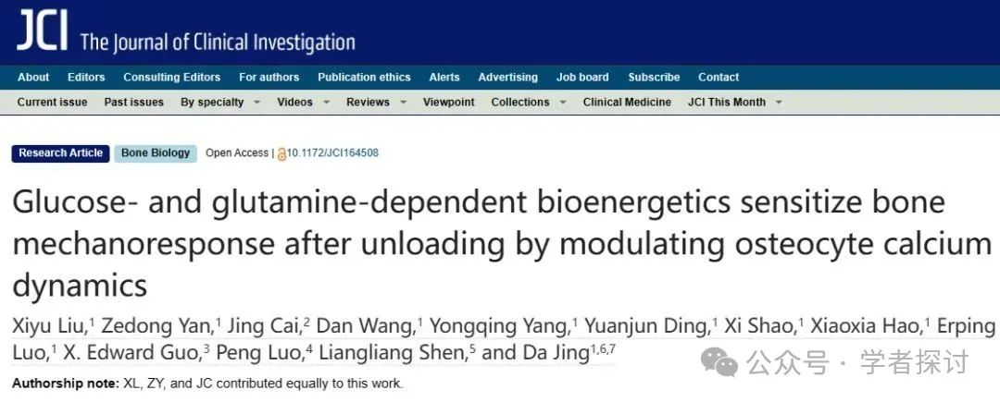 JCI The Journal of Clinical Investigation
About Editors Consulting Editors For authors Publication ethics Alerts Advertising Job board Subscribe Contact
Current issue Past issues By specialty Videos Reviews Viewpoint Collections Clinical Medicine JCI This Month
Research Article Bone Biology Open Access | 10.1172/JCI164508
Glucose- and glutamine-dependent bioenergetics sensitize bone
mechanoresponse after unloading by modulating osteocyte calcium
dynamics
Xiyu Liu,¹ Zedong Yan,¹ Jing Cai,² Dan Wang,¹ Yongqing Yang,¹ Yuanjun Ding,¹ Xi Shao,¹ Xiaoxia Hao,¹ Erping
Luo,¹ X. Edward Guo,³ Peng Luo,⁴ Liangliang Shen,⁵ and Da Jing¹,⁶,⁷
公众号·学者探讨
Authorship note: XL, ZY, and JC contributed equally to this work.